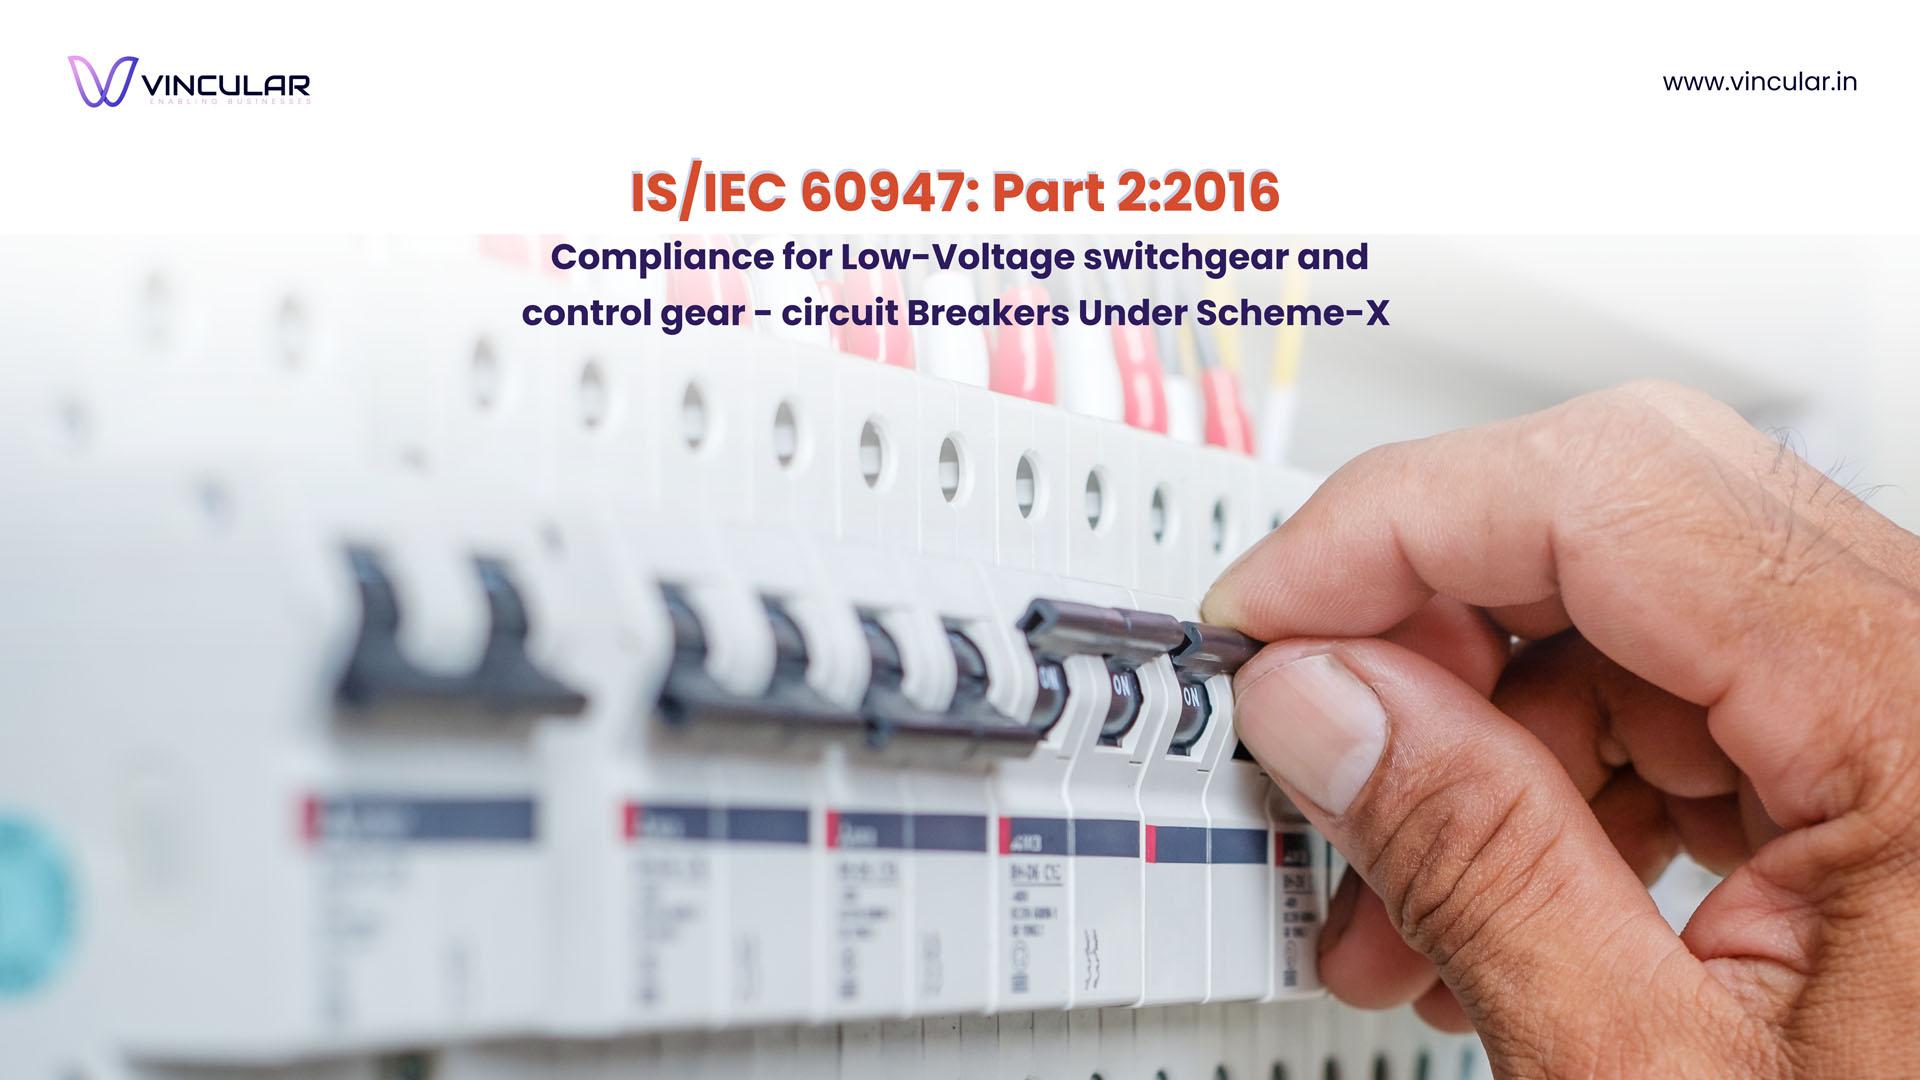 VINCULAR
ENABLING BUSINESSES
www.vincular.in
IS/IEC 60947: Part 2:2016
Compliance for Low-Voltage switchgear and
control gear - circuit Breakers Under Scheme-X
ON
ON
ON